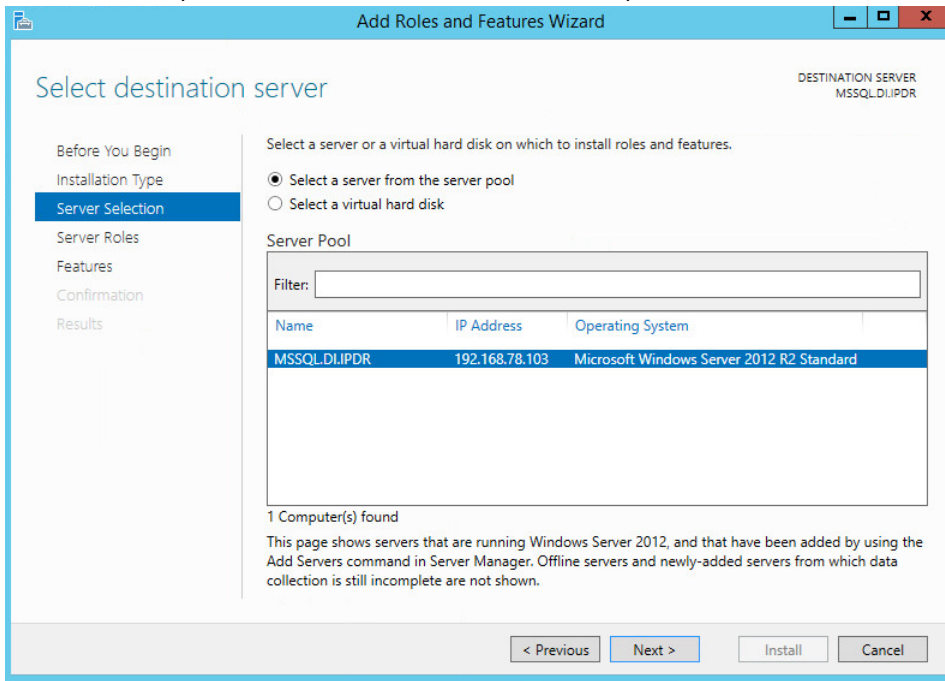 Add Roles and Features Wizard
Select destination server
DESTINATION SERVER
MSSQL.DI.IPDR
Before You Begin
Installation Type
Server Selection
Server Roles
Features
Confirmation
Results
Select a server or a virtual hard disk on which to install roles and features.
Select a server from the server pool
Select a virtual hard disk
Server Pool
Filter:
Name IP Address Operating System
MSSQL.DI.IPDR 192.168.78.103 Microsoft Windows Server 2012 R2 Standard
1 Computer(s) found
This page shows servers that are running Windows Server 2012, and that have been added by using the
Add Servers command in Server Manager. Offline servers and newly-added servers from which data
collection is still incomplete are not shown.
< Previous Next > Install Cancel